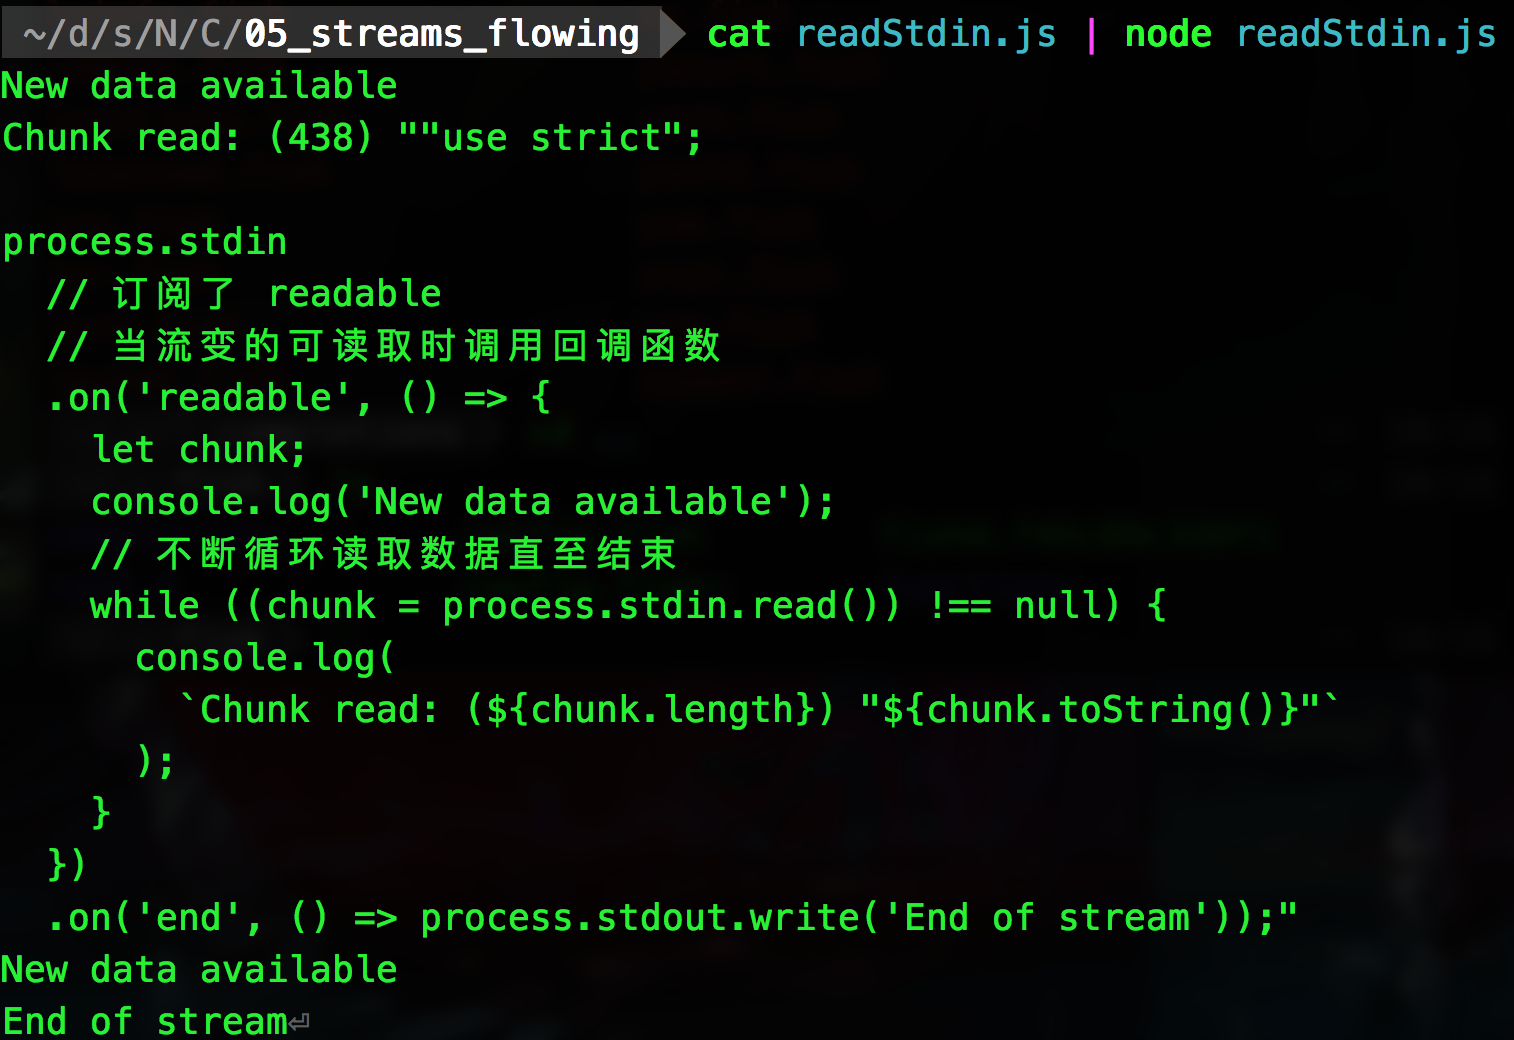 ~/d/s/N/C/05_streams_flowing cat readStdin.js | node readStdin.js
New data available
Chunk read: (438) ""use strict";

process.stdin
  // 订阅了 readable
  // 当流变的可读取时调用回调函数
  .on('readable', () => {
    let chunk;
    console.log('New data available');
    // 不断循环读取数据直至结束
    while ((chunk = process.stdin.read()) !== null) {
      console.log(
        `Chunk read: (${chunk.length}) "${chunk.toString()}"`
      );
    }
  })
  .on('end', () => process.stdout.write('End of stream'));"
New data available
End of stream⏎